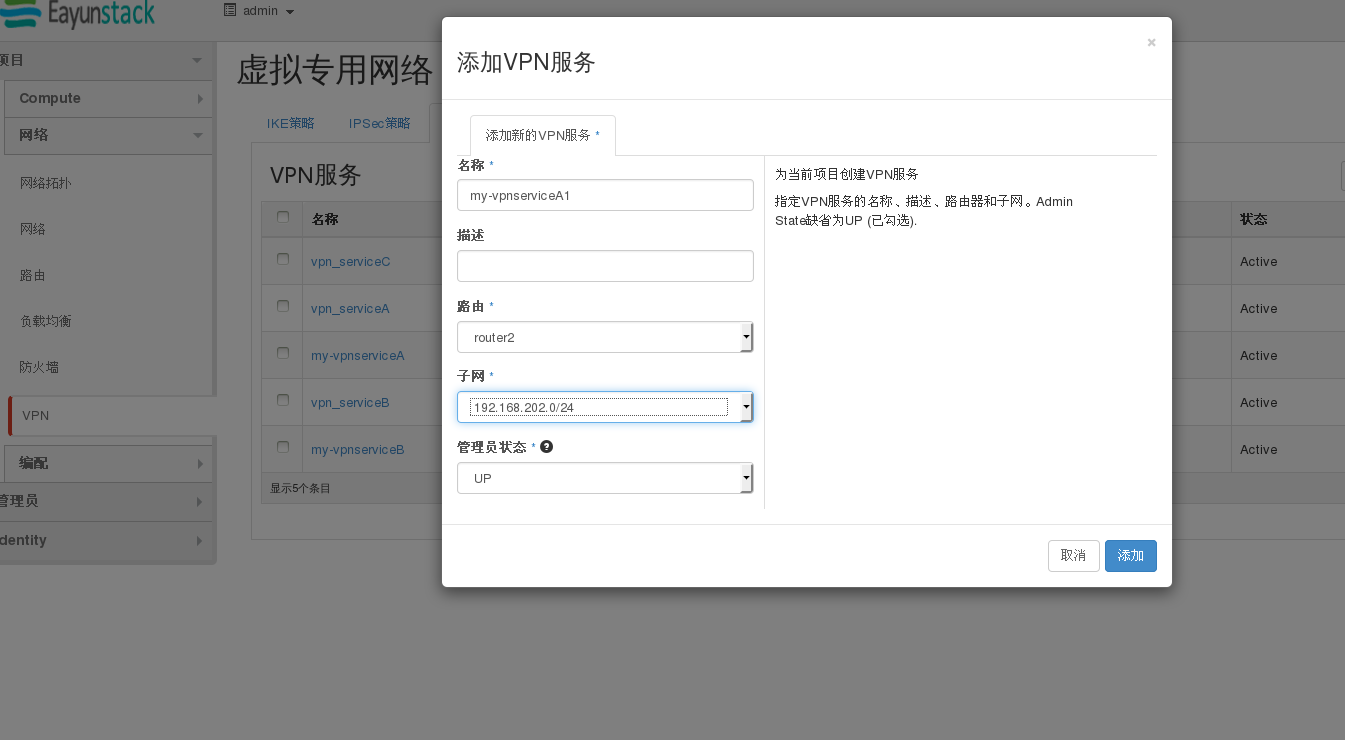 Eayunstack
admin
项目
Compute
网络
网络拓扑
网络
路由
负载均衡
防火墙
VPN
编配
管理员
dentity
虚拟专用网络
IKE策略
IPSec策略
VPN服务
名称
状态
vpn_serviceC
Active
vpn_serviceA
Active
my-vpnserviceA
Active
vpn_serviceB
Active
my-vpnserviceB
Active
显示5个条目
添加VPN服务
×
添加新的VPN服务 *
名称 *
my-vpnserviceA1
描述
路由 *
router2
子网 *
192.168.202.0/24
管理员状态 * ?
UP
为当前项目创建VPN服务
指定VPN服务的名称、描述、路由器和子网。Admin
State缺省为UP (已勾选).
取消
添加